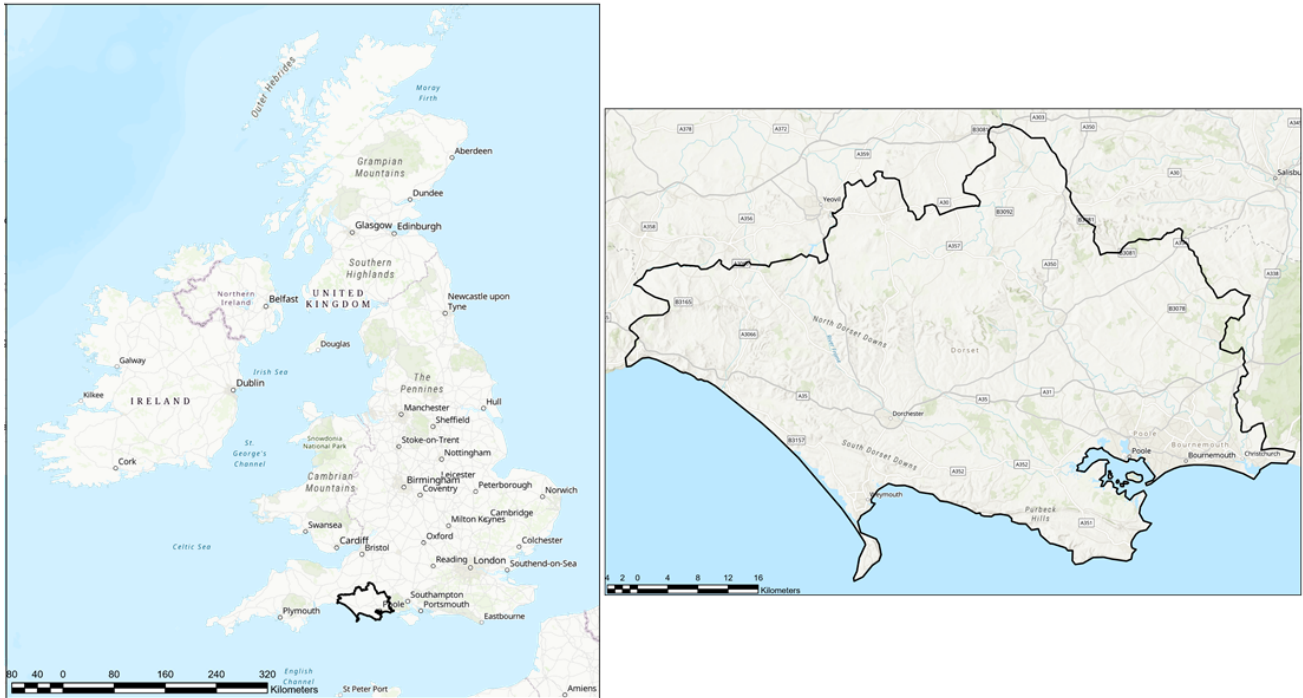 Outer Hebrides
Moray
Firth
Aberdeen
Grampian
Mountains
Dundee
Glasgow
Edinburgh
Southern
Highlands
Northern
Ireland
Belfast
UNITED
KINGDOM
Newcastle upon
Tyne
Douglas
Galway
Irish Sea
Dublin
The
Pennines
Kilkee
IRELAND
Manchester
Hull
Sheffield
St.
George's
Channel
Snowdonia
National Park
Stoke-on-Trent
Nottingham
Cork
Cambrian
Mountains
Leicester
Birmingham
Peterborough
Norwich
Coventry
Cambridge
Milton Keynes
Swansea
Oxford
Colchester
Celtic Sea
Cardiff
Bristol
Reading
London
Southend-on-Sea
Southampton
Poole
Portsmouth
Plymouth
Eastbourne
English
Channel
80 40 0 80 160 240 320
Kilometers
St Peter Port
Amiens
A303
B3081
A350
A378
A372
A359
A30
Salisbu
Yeovil
A30
A356
A358
B3092
B3081
A357
B3081
A350
A338
B3165
B3078
A3066
North Dorset Downs
Dorset
A35
A31
A35
Dorchester
Poole
Bournemouth
B3157
South Dorset Downs
Poole
Bournemouth
Christchurch
A352
A352
Weymouth
Purbeck
Hills
A351
4 2 0 4 8 12 16
Kilometers